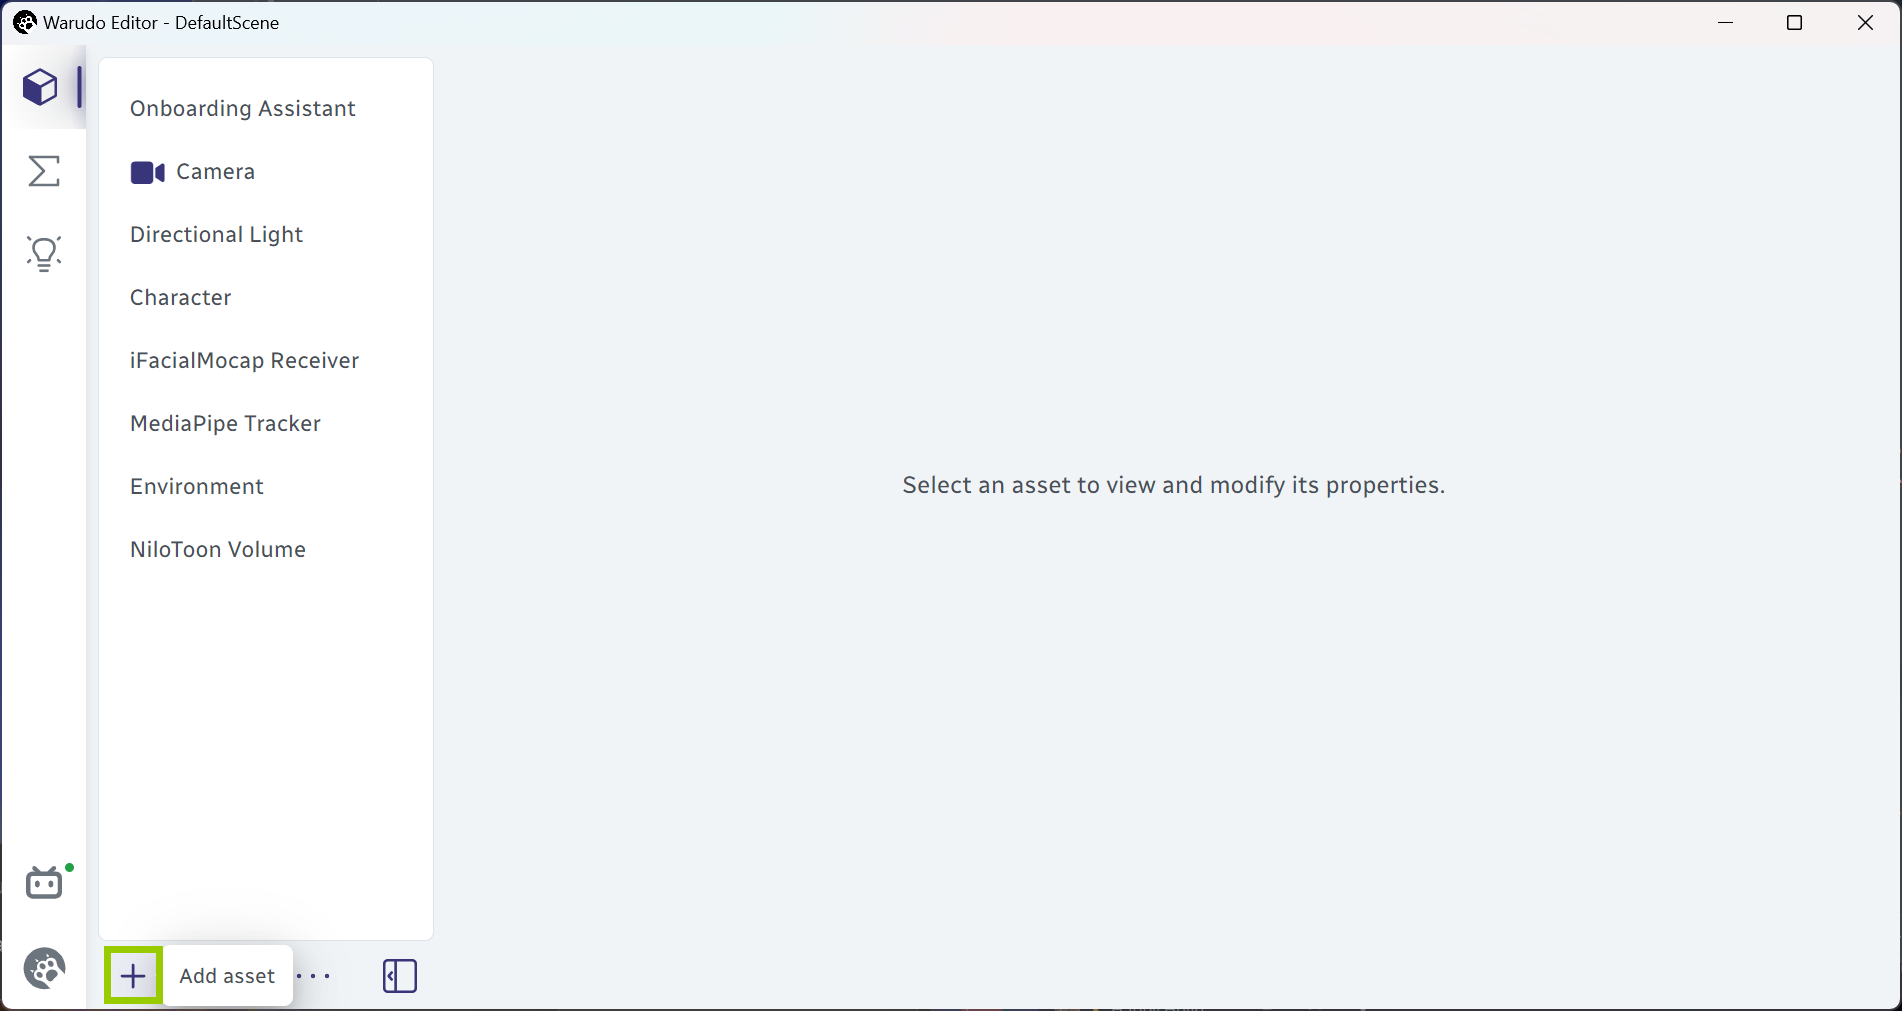 Warudo Editor - DefaultScene
Onboarding Assistant
Camera
Directional Light
Character
iFacialMocap Receiver
MediaPipe Tracker
Environment
NiloToon Volume
Select an asset to view and modify its properties.
Add asset